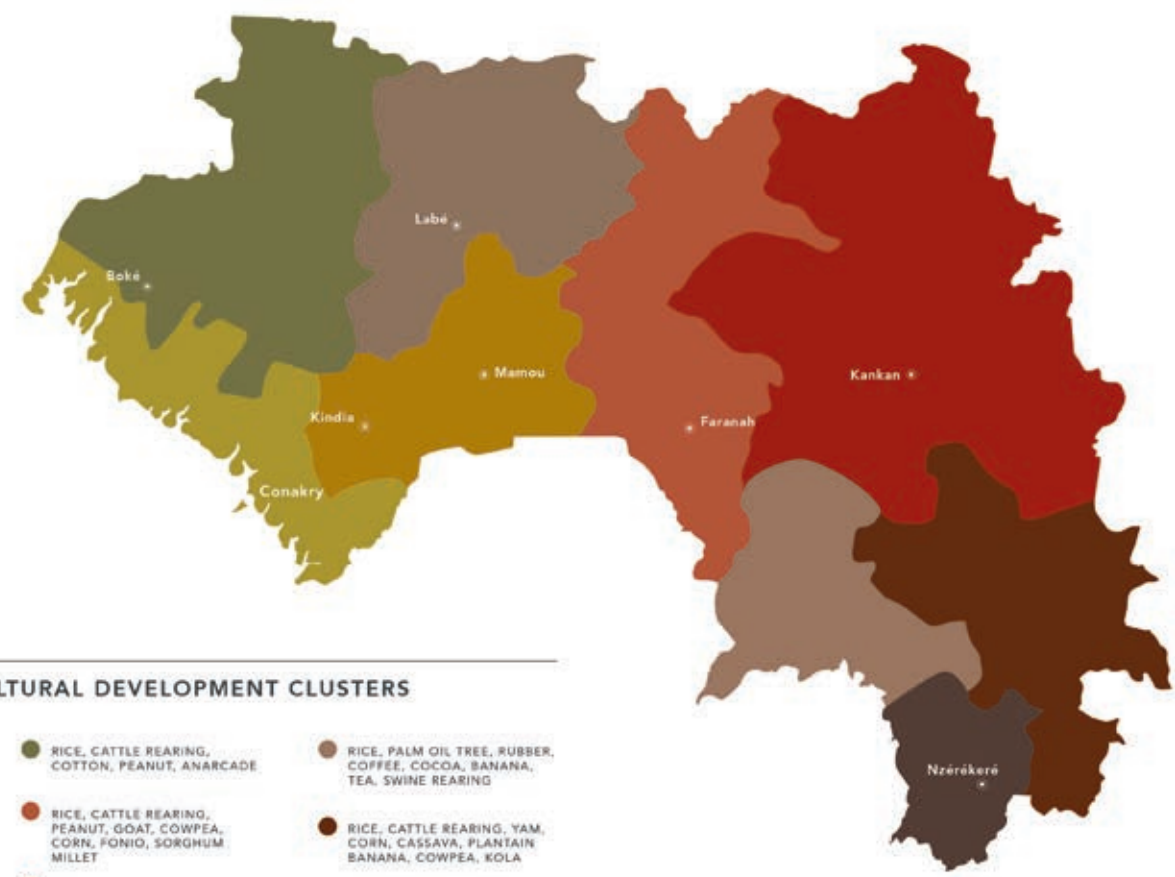 Labé
Boké
Mamou
Kankan
Kindia
Faranah
Conakry
Nzérékeré
LTURAL DEVELOPMENT CLUSTERS
RICE, CATTLE REARING,
COTTON, PEANUT, ANARCADE
RICE, CATTLE REARING,
PEANUT, GOAT, COWPEA,
CORN, FONIO, SORGHUM
MILLET
RICE, PALM OIL TREE, RUBBER,
COFFEE, COCOA, BANANA,
TEA, SWINE REARING
RICE, CATTLE REARING, YAM,
CORN, CASSAVA, PLANTAIN
BANANA, COWPEA, KOLA